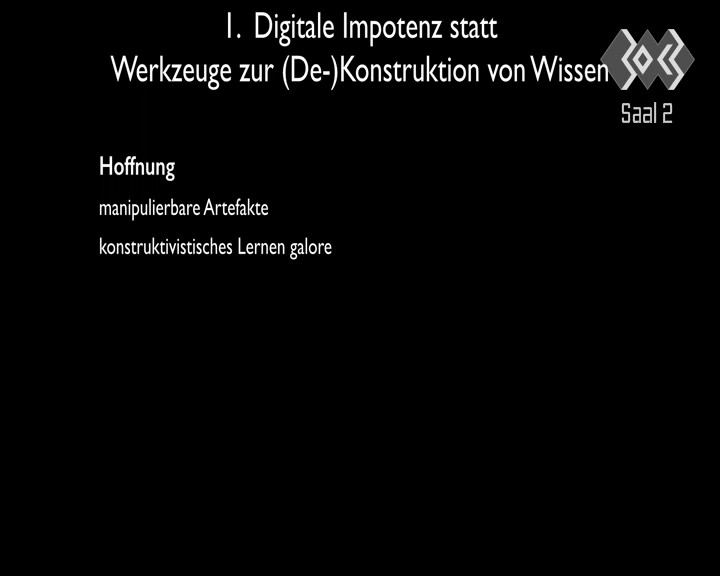 1. Digitale Impotenz statt
Werkzeuge zur (De-)Konstruktion von Wissen
Saal 2
Hoffnung
manipulierbare Artefakte
konstruktivistisches Lernen galore